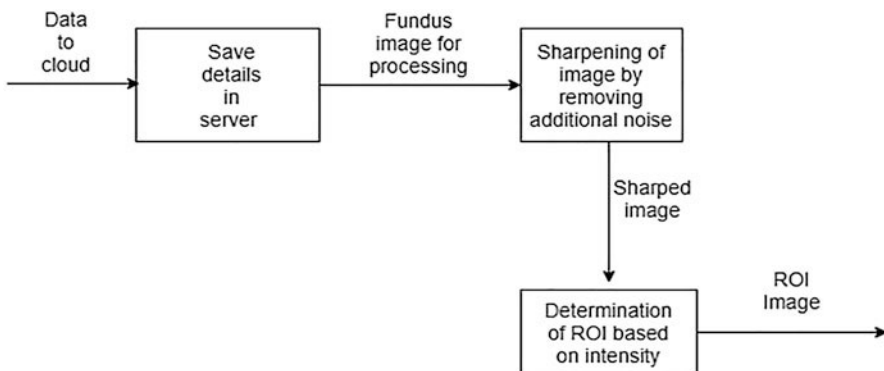 Data
to
cloud
Save
details
in
server
Fundus
image for
processing
Sharpening of
image by
removing
additional noise
Sharped
image
Determination
of ROI based
on intensity
ROI
Image